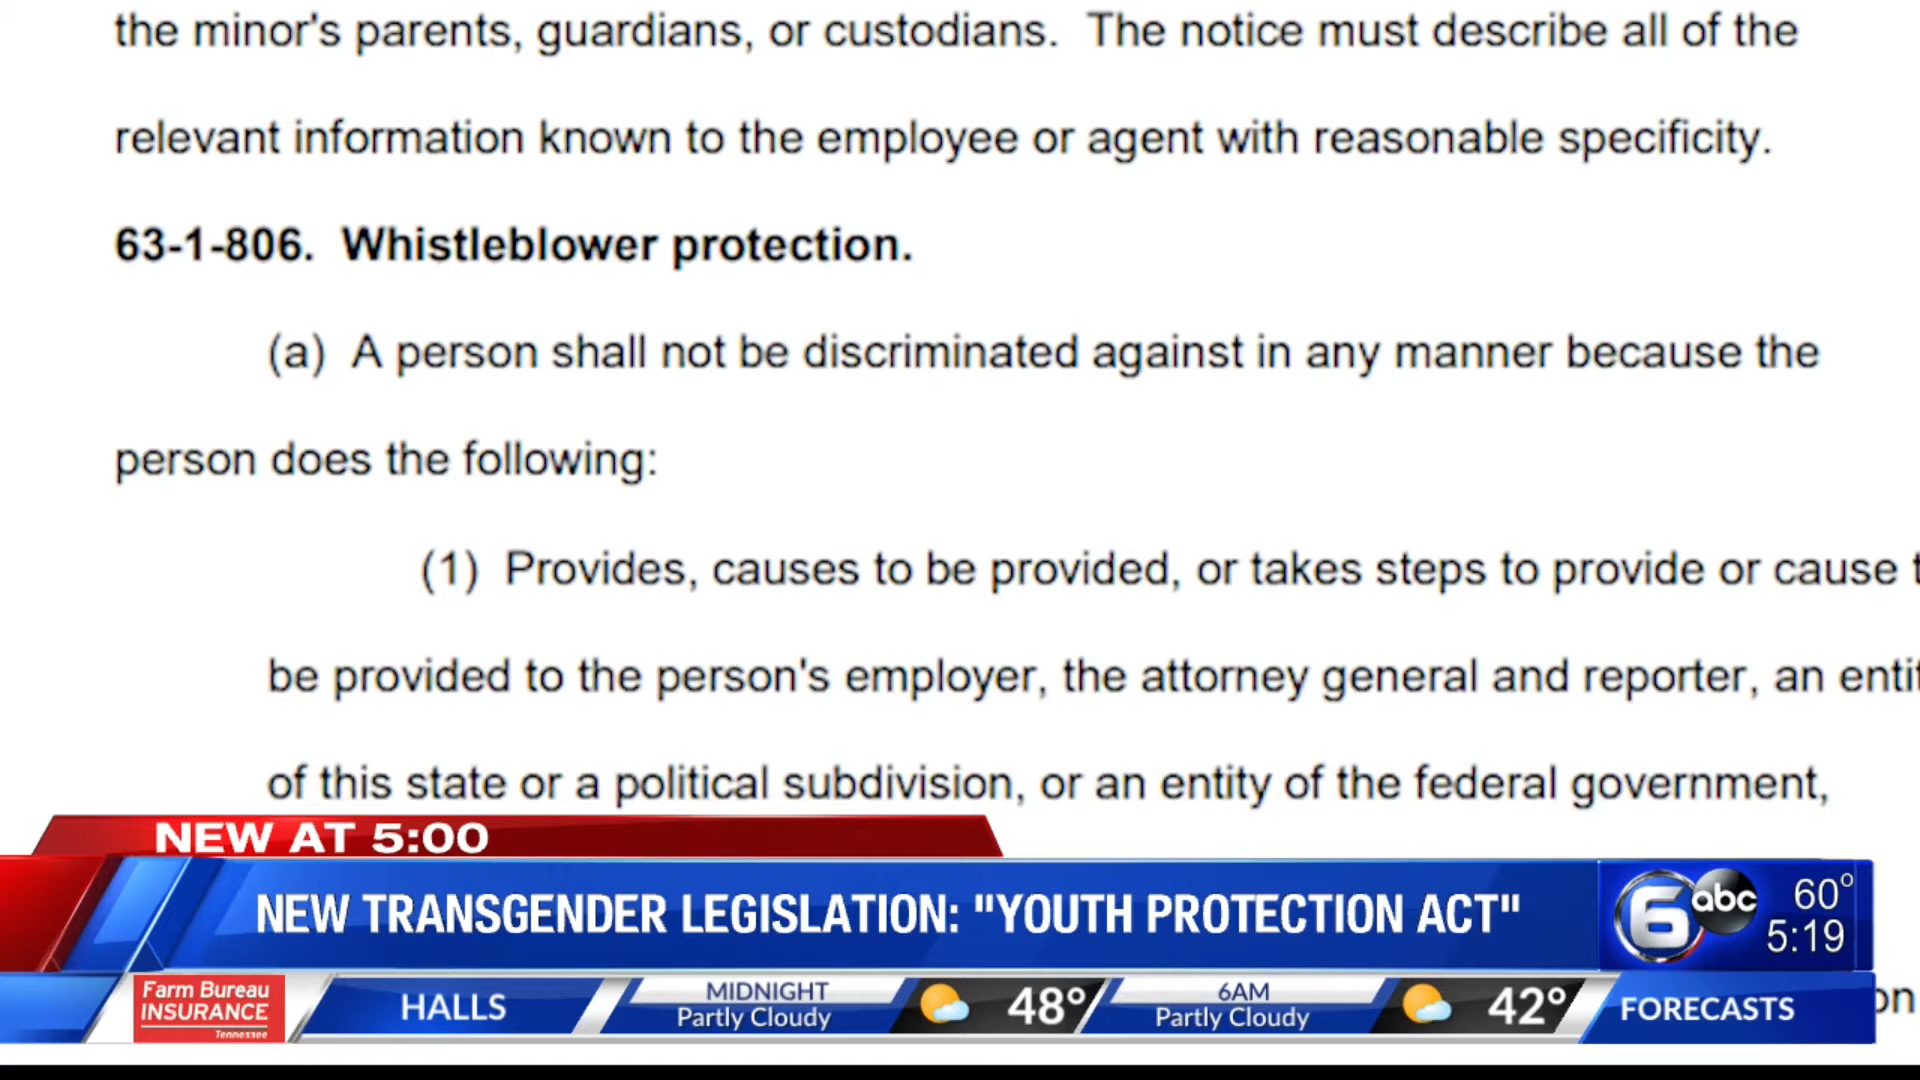 the minor's parents, guardians, or custodians. The notice must describe all of the
relevant information known to the employee or agent with reasonable specificity.
63-1-806. Whistleblower protection.
(a) A person shall not be discriminated against in any manner because the
person does the following:
(1) Provides, causes to be provided, or takes steps to provide or cause
be provided to the person's employer, the attorney general and reporter, an
of this state or a political subdivision, or an entity of the federal government,
NEW AT 5:00
NEW TRANSGENDER LEGISLATION: "YOUTH PROTECTION ACT"
6 abc
60°
5:19
Farm Bureau
INSURANCE
Tennessee
HALLS
MIDNIGHT
Partly Cloudy
48°
6AM
Partly Cloudy
42°
FORECASTS